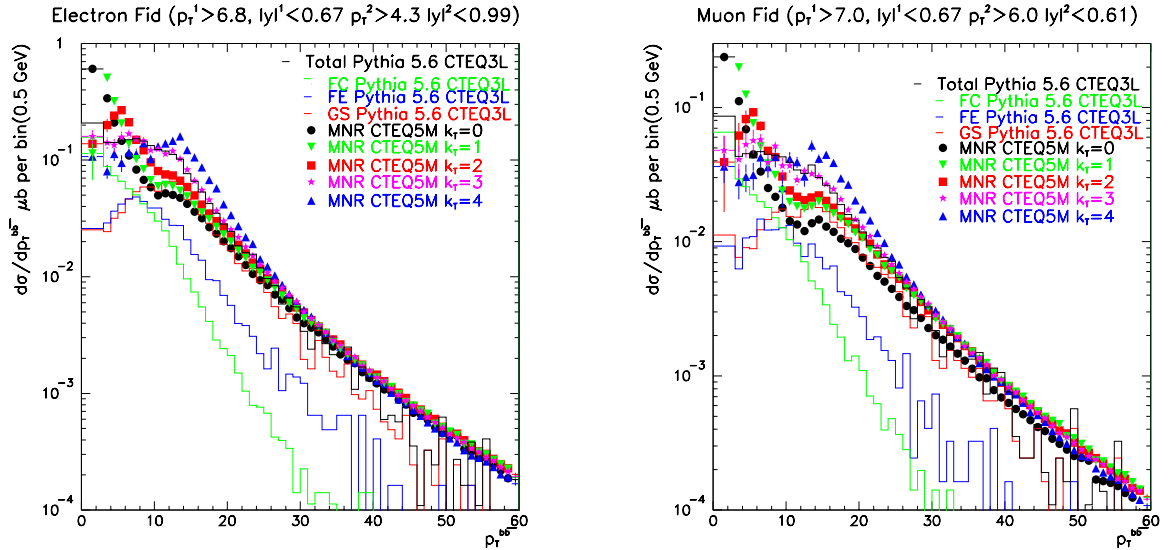 Electron Fid (p_T^1>6.8, |y|^1<0.67 p_T^2>4.3 |y|^2<0.99)
dσ/dp_T^bb̅ μb per bin(0.5 GeV)
1
10^-1
10^-2
10^-3
10^-4
Total Pythia 5.6 CTEQ3L
FC Pythia 5.6 CTEQ3L
FE Pythia 5.6 CTEQ3L
GS Pythia 5.6 CTEQ3L
MNR CTEQ5M k_T=0
MNR CTEQ5M k_T=1
MNR CTEQ5M k_T=2
MNR CTEQ5M k_T=3
MNR CTEQ5M k_T=4
0 10 20 30 40 50 60
p_T^bb̅
Muon Fid (p_T^1>7.0, |y|^1<0.67 p_T^2>6.0 |y|^2<0.61)
dσ/dp_T^bb̅ μb per bin(0.5 GeV)
10^-1
10^-2
10^-3
10^-4
Total Pythia 5.6 CTEQ3L
FC Pythia 5.6 CTEQ3L
FE Pythia 5.6 CTEQ3L
GS Pythia 5.6 CTEQ3L
MNR CTEQ5M k_T=0
MNR CTEQ5M k_T=1
MNR CTEQ5M k_T=2
MNR CTEQ5M k_T=3
MNR CTEQ5M k_T=4
0 10 20 30 40 50 60
p_T^bb̅